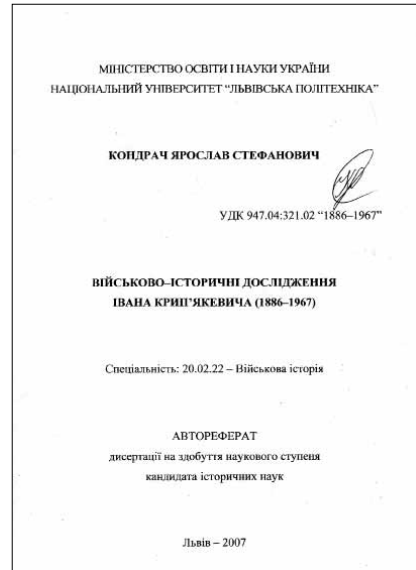 МІНІСТЕРСТВО ОСВІТИ І НАУКИ УКРАЇНИ
НАЦІОНАЛЬНИЙ УНІВЕРСИТЕТ “ЛЬВІВСЬКА ПОЛІТЕХНІКА”
КОНДРАЧ ЯРОСЛАВ СТЕФАНОВИЧ
УДК 947.04:321.02 “1886–1967”
ВІЙСЬКОВО–ІСТОРИЧНІ ДОСЛІДЖЕННЯ
ІВАНА КРИП’ЯКЕВИЧА (1886–1967)
Спеціальність: 20.02.22 – Військова історія
АВТОРЕФЕРАТ
дисертації на здобуття наукового ступеня
кандидата історичних наук
Львів – 2007